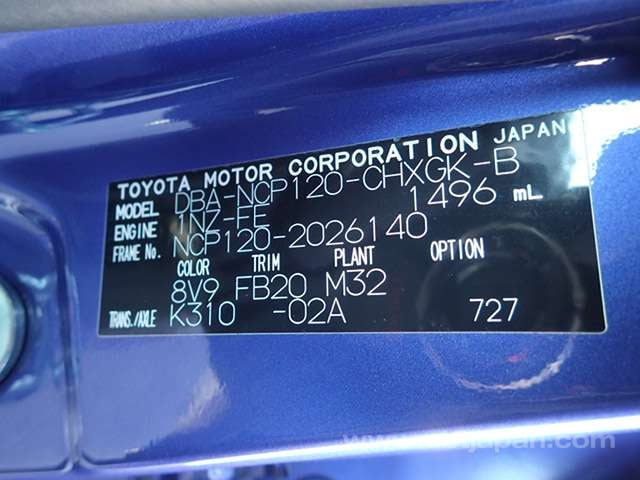 TOYOTA MOTOR CORPORATION JAPAN
MODEL DBA-NCP120-CHXGK-B
ENGINE 1NZ-FE 1496 mL
FRAME No. NCP120-2026140
COLOR TRIM PLANT OPTION
8V9 FB20 M32
TRANS./AXLE K310 -02A 727